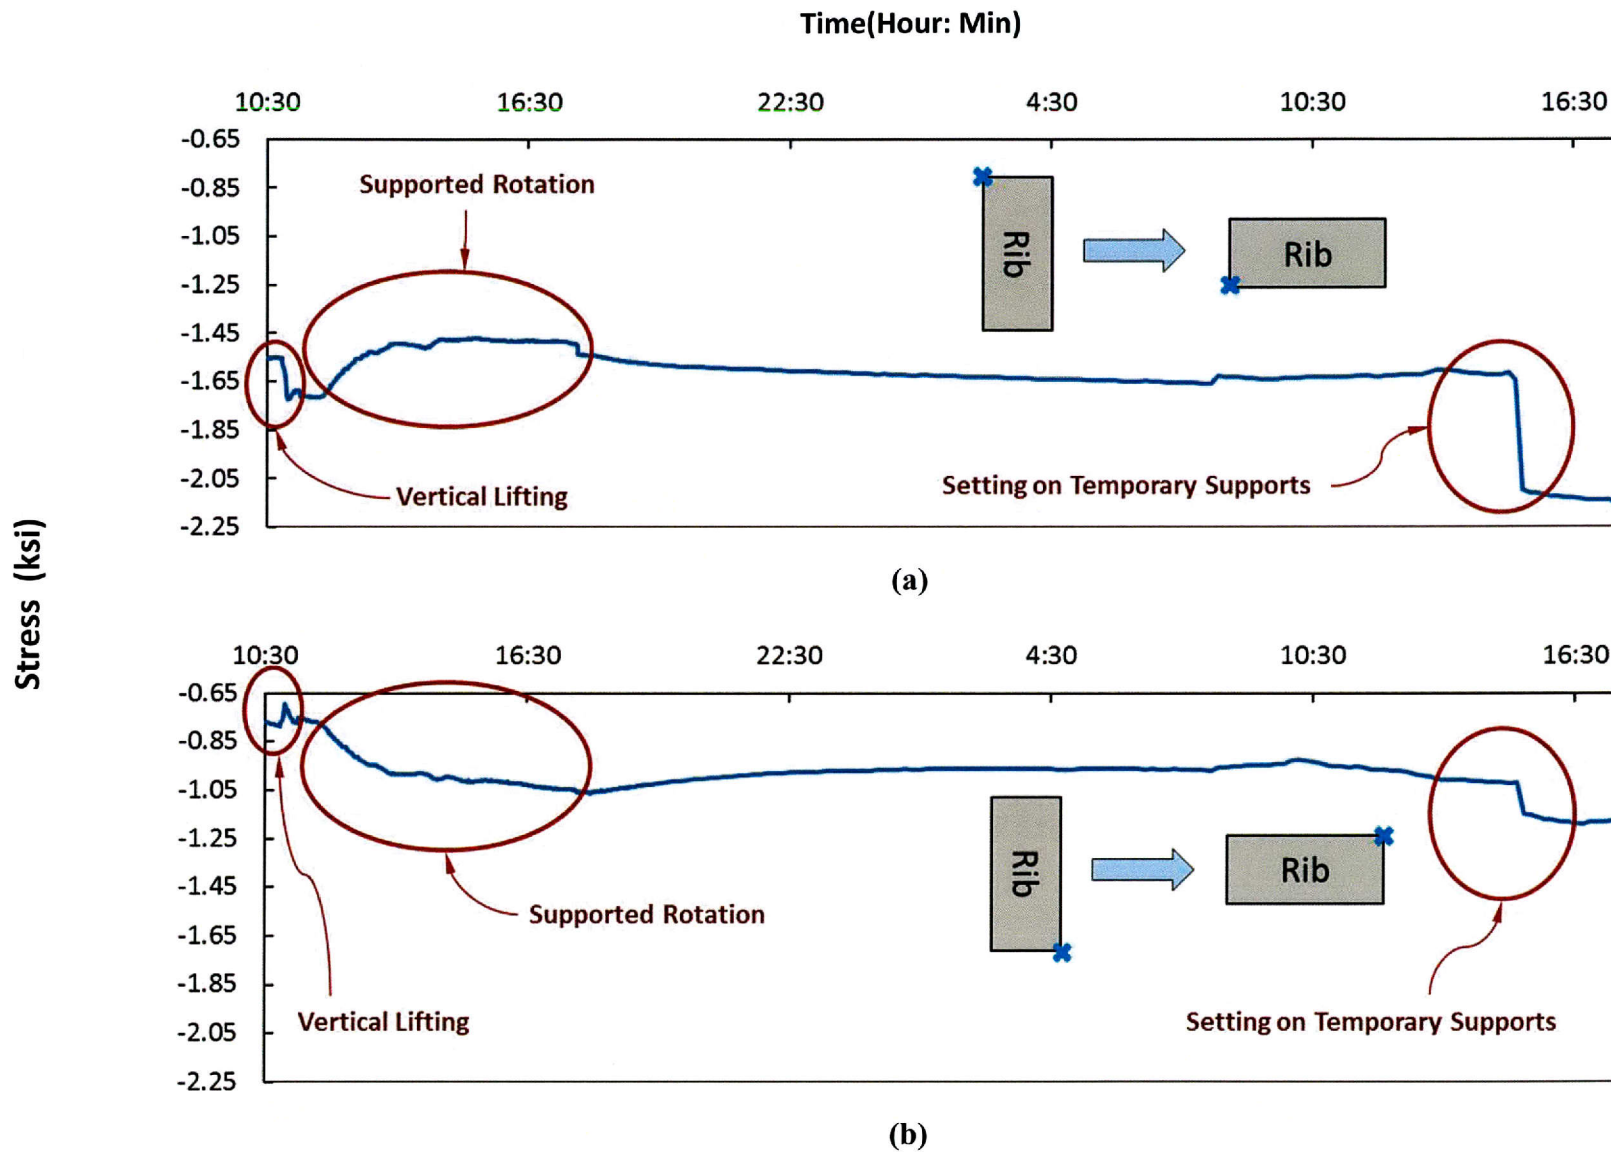 Time(Hour: Min)
10:30 16:30 22:30 4:30 10:30 16:30
-0.65
-0.85
-1.05
-1.25
-1.45
-1.65
-1.85
-2.05
-2.25
Supported Rotation
Rib
Rib
Vertical Lifting
Setting on Temporary Supports
(a)
Stress (ksi)
10:30 16:30 22:30 4:30 10:30 16:30
-0.65
-0.85
-1.05
-1.25
-1.45
-1.65
-1.85
-2.05
-2.25
Rib
Rib
Supported Rotation
Vertical Lifting
Setting on Temporary Supports
(b)